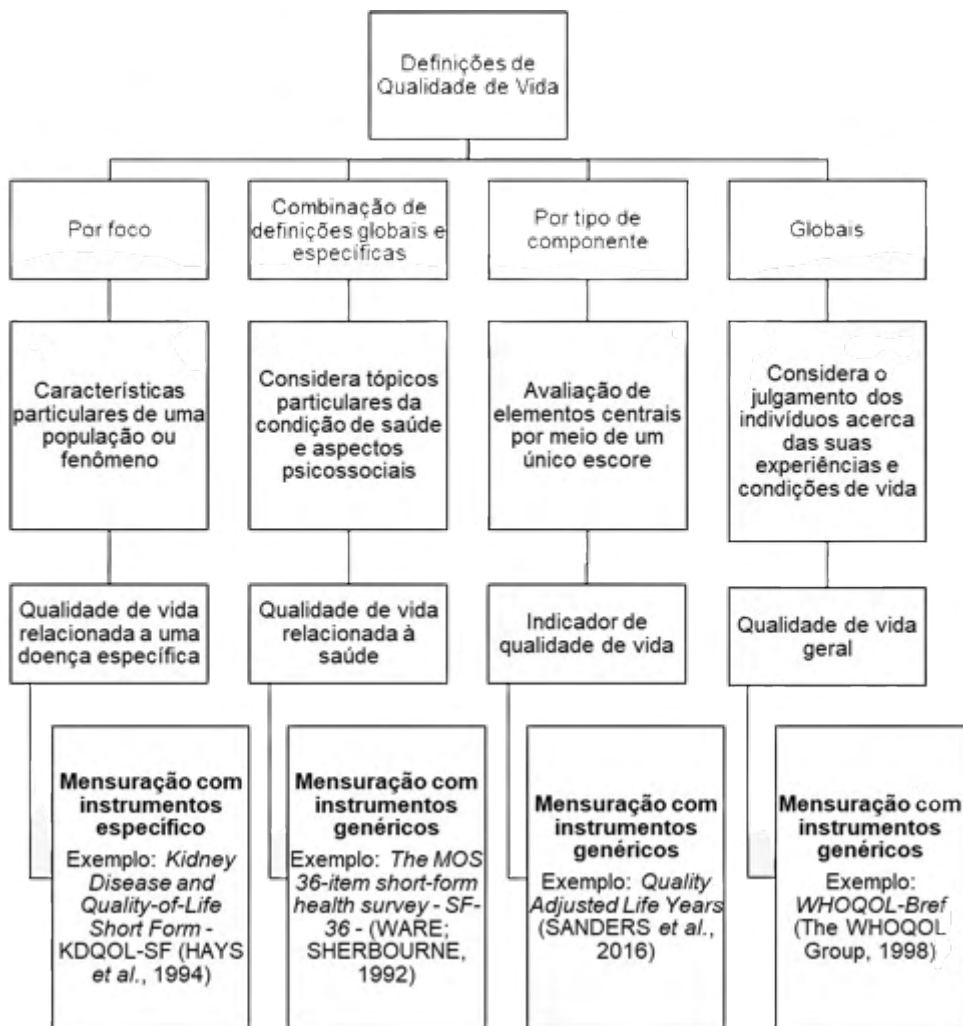 Definições de
Qualidade de Vida
Por foco
Combinação de
definições globais e
específicas
Por tipo de
componente
Globais
Características
particulares de uma
população ou
fenômeno
Considera tópicos
particulares da
condição de saúde
e aspectos
psicossociais
Avaliação de
elementos centrais
por meio de um
único escore
Considera o
julgamento dos
indivíduos acerca
das suas
experiências e
condições de vida
Qualidade de vida
relacionada a uma
doença específica
Qualidade de vida
relacionada à
saúde
Indicador de
qualidade de vida
Qualidade de vida
geral
Mensuração com
instrumentos
específico
Exemplo: Kidney
Disease and
Quality-of-Life
Short Form -
KDQOL-SF (HAYS
et al., 1994)
Mensuração com
instrumentos
genéricos
Exemplo: The MOS
36-item short-form
health survey - SF-
36 - (WARE;
SHERBOURNE,
1992)
Mensuração com
instrumentos
genéricos
Exemplo: Quality
Adjusted Life Years
(SANDERS et al.,
2016)
Mensuração com
instrumentos
genéricos
Exemplo:
WHOQOL-Bref
(The WHOQOL
Group, 1998)